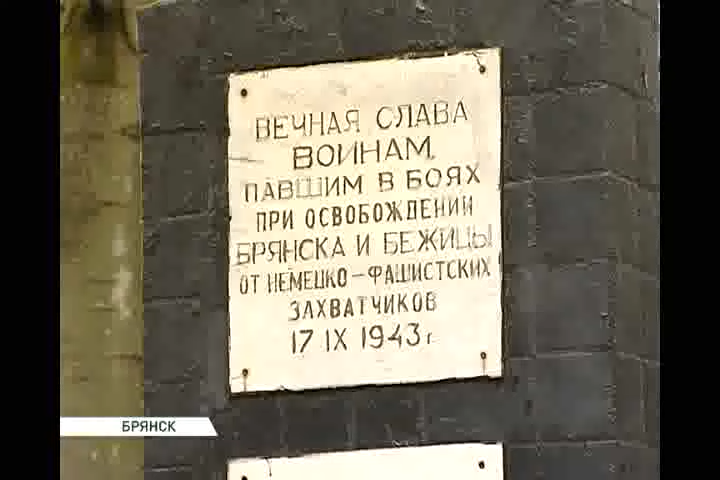 ВЕЧНАЯ СЛАВА
ВОИНАМ,
ПАВШИМ В БОЯХ
ПРИ ОСВОБОЖДЕНИИ
БРЯНСКА И БЕЖИЦЫ
ОТ НЕМЕЦКО-ФАШИСТСКИХ
ЗАХВАТЧИКОВ
17 IX 1943 г.
БРЯНСК